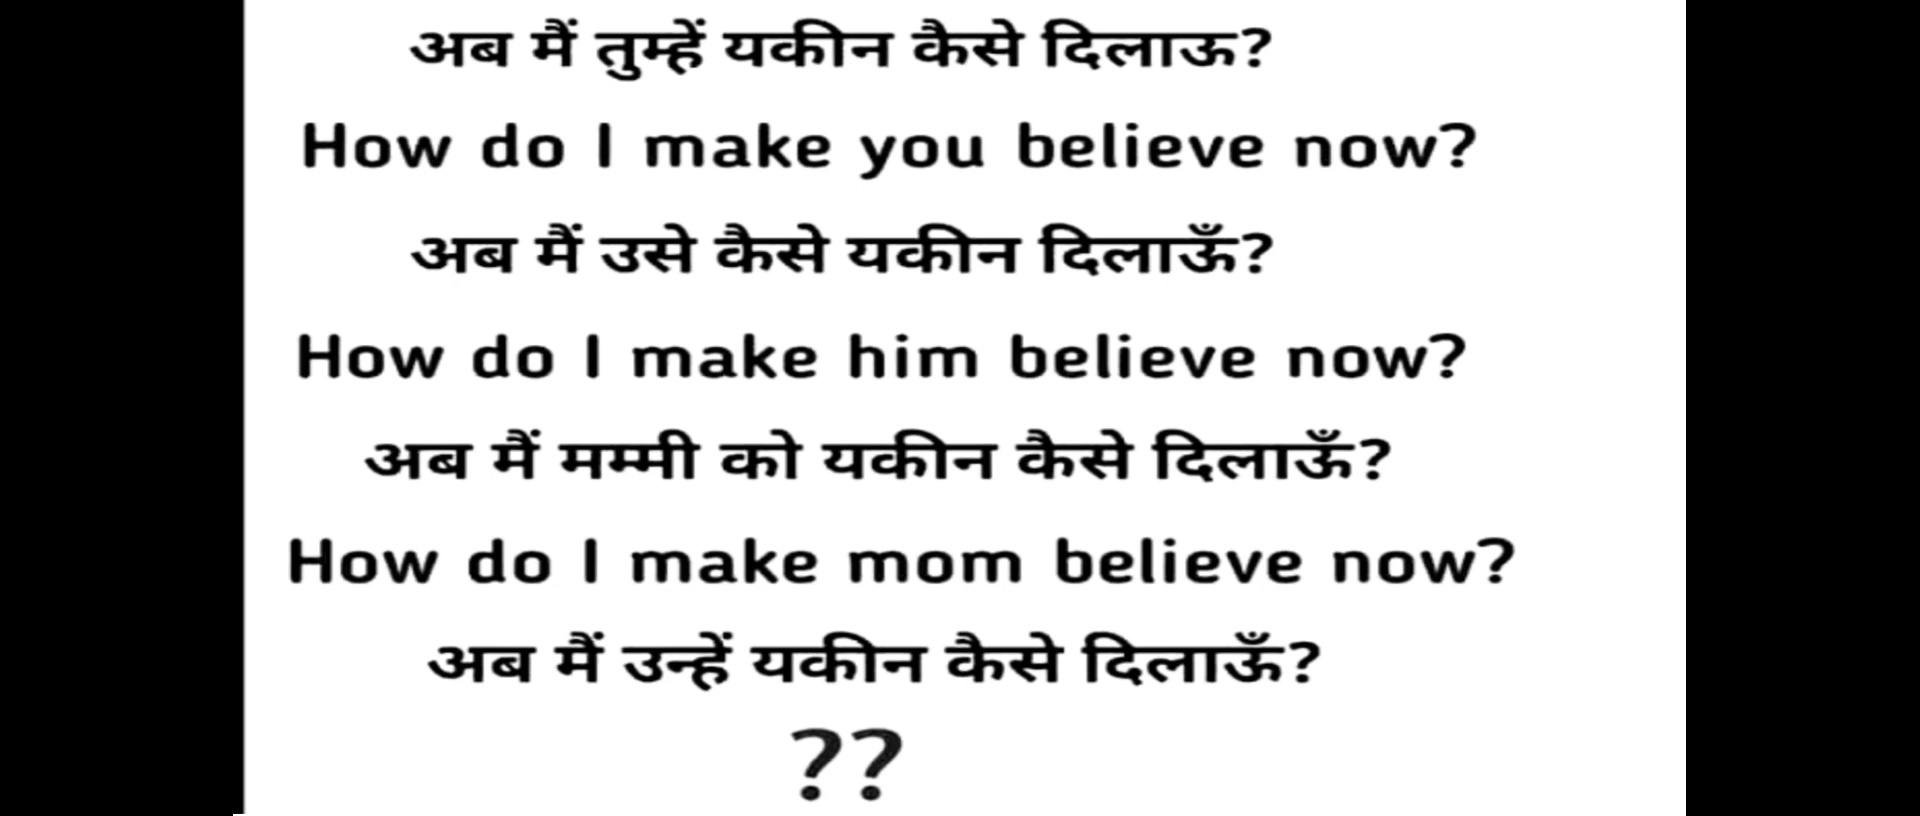 अब मैं तुम्हें यकीन कैसे दिलाऊ?
How do I make you believe now?
अब मैं उसे कैसे यकीन दिलाऊँ?
How do I make him believe now?
अब मैं मम्मी को यकीन कैसे दिलाऊँ?
How do I make mom believe now?
अब मैं उन्हें यकीन कैसे दिलाऊँ?
??